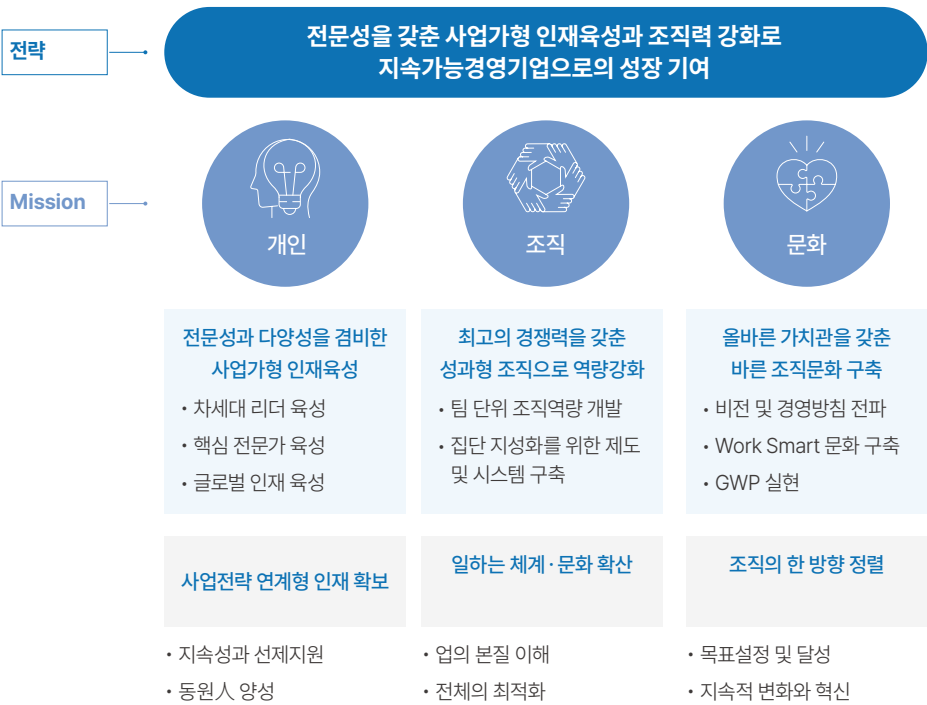 전략
전문성을 갖춘 사업가형 인재육성과 조직력 강화로
지속가능경영기업으로의 성장 기여
Mission
개인
조직
문화
전문성과 다양성을 겸비한
사업가형 인재육성
• 차세대 리더 육성
• 핵심 전문가 육성
• 글로벌 인재 육성
최고의 경쟁력을 갖춘
성과형 조직으로 역량강화
• 팀 단위 조직역량 개발
• 집단 지성화를 위한 제도
및 시스템 구축
올바른 가치관을 갖춘
바른 조직문화 구축
• 비전 및 경영방침 전파
• Work Smart 문화 구축
• GWP 실현
사업전략 연계형 인재 확보
일하는 체계·문화 확산
조직의 한 방향 정렬
• 지속성과 선제지원
• 동원人 양성
• 업의 본질 이해
• 전체의 최적화
• 목표설정 및 달성
• 지속적 변화와 혁신